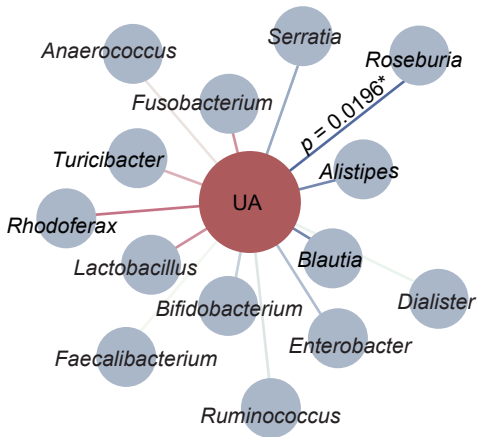 Serratia
Anaerococcus
Roseburia
Fusobacterium
p = 0.0196*
Turicibacter
Alistipes
UA
Rhodoferax
Lactobacillus
Blautia
Bifidobacterium
Dialister
Enterobacter
Faecalibacterium
Ruminococcus